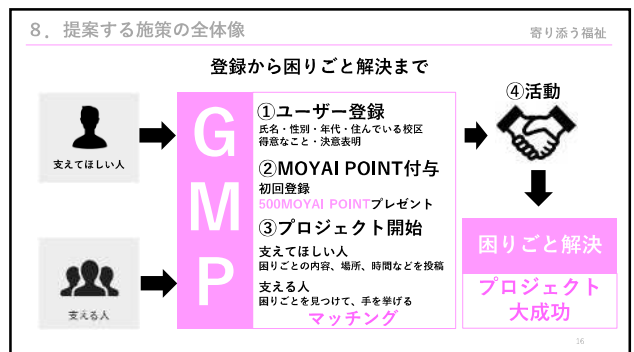 8．提案する施策の全体像
寄り添う福祉
登録から困りごと解決まで
支えてほしい人
支える人
GMP
①ユーザー登録
氏名・性別・年代・住んでいる校区
得意なこと・決意表明
②MOYAI POINT付与
初回登録
500MOYAI POINTプレゼント
③プロジェクト開始
支えてほしい人
困りごとの内容、場所、時間などを投稿
支える人
困りごとを見つけて、手を挙げる
マッチング
④活動
困りごと解決
プロジェクト
大成功
16